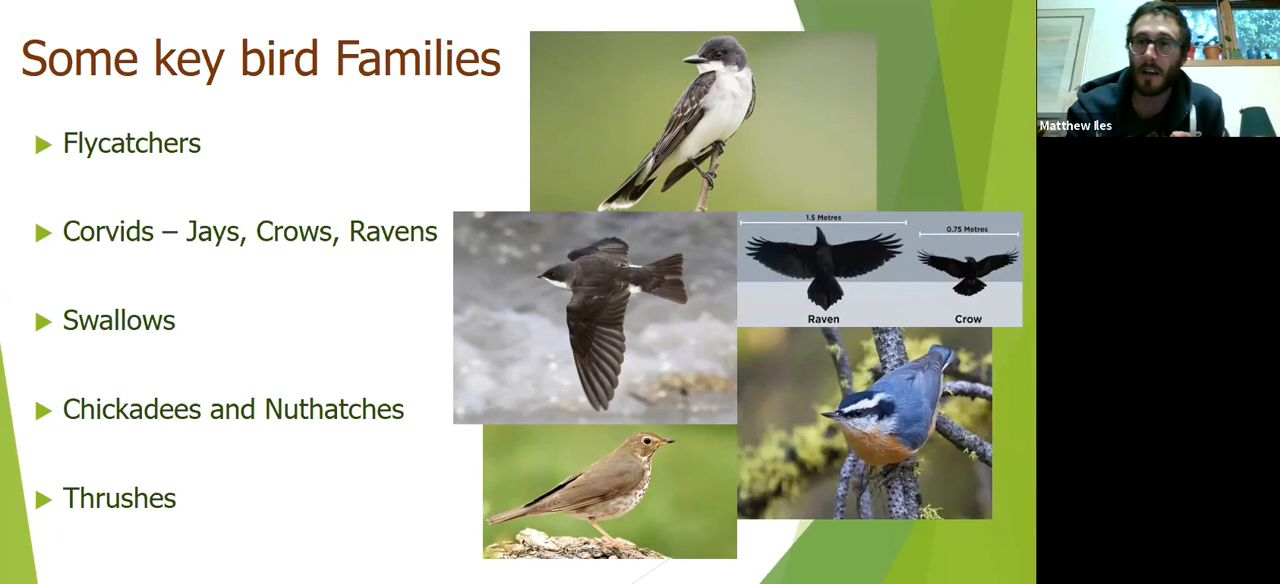 Some key bird Families
Flycatchers
Corvids – Jays, Crows, Ravens
Swallows
Chickadees and Nuthatches
Thrushes
1.5 Metres
0.75 Metres
Raven
Crow
Matthew Iles